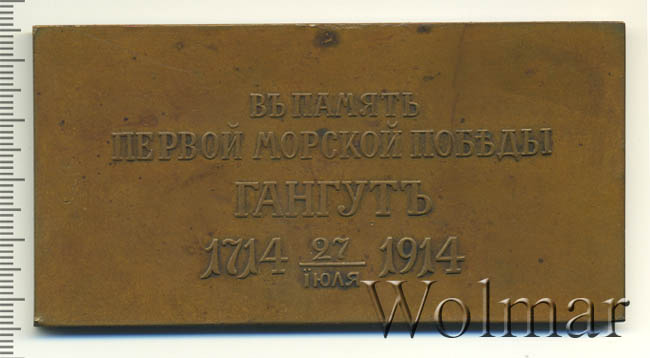 ВЪ ПАМЯТЬ
ПЕРВОЙ МОРСКОЙ ПОБѢДЫ
ГАНГУТЪ
1714 27 ІЮЛЯ 1914
Wolmar